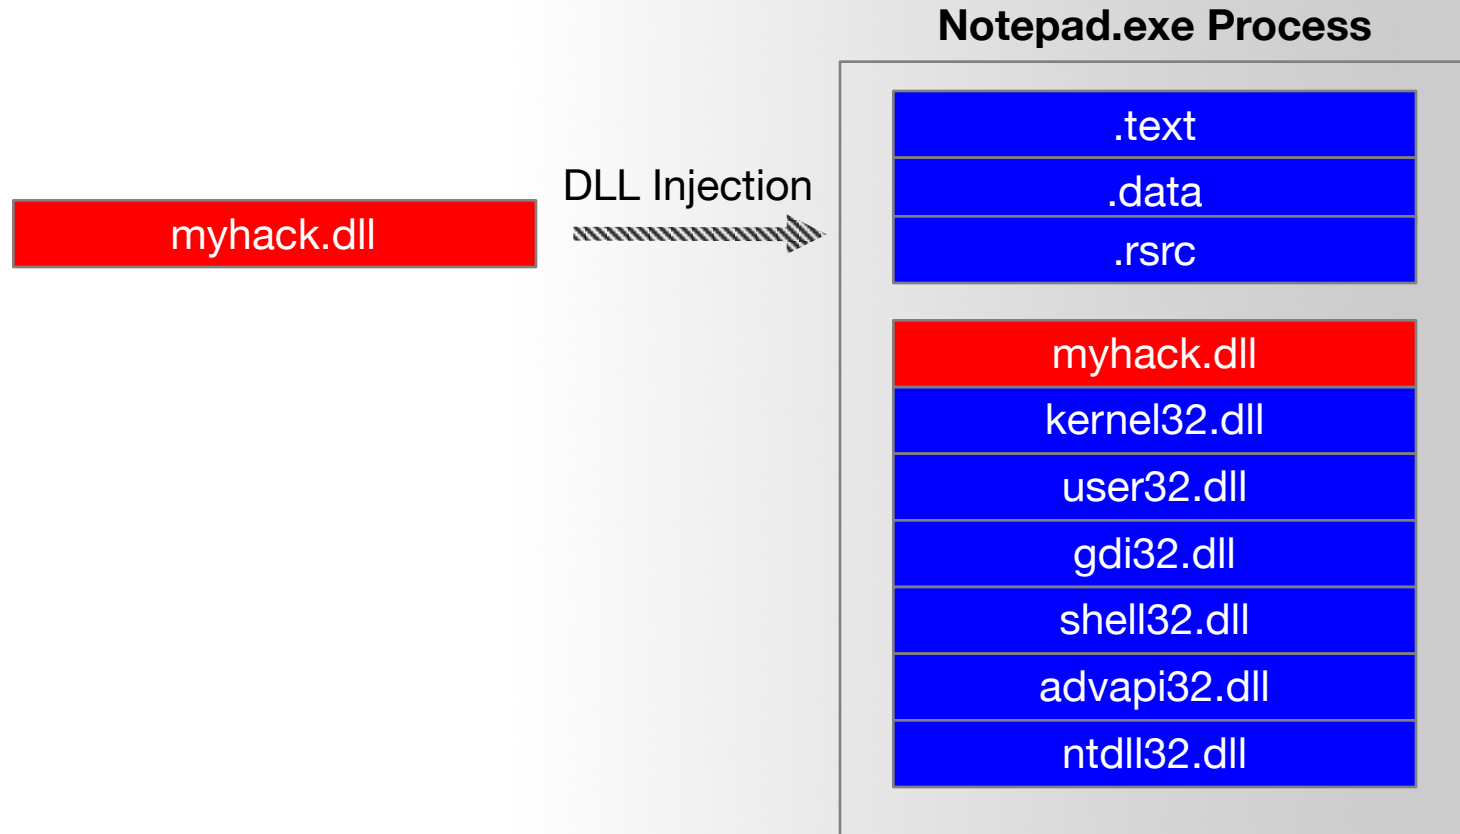 Notepad.exe Process
myhack.dll
DLL Injection
.text
.data
.rsrc
myhack.dll
kernel32.dll
user32.dll
gdi32.dll
shell32.dll
advapi32.dll
ntdll32.dll